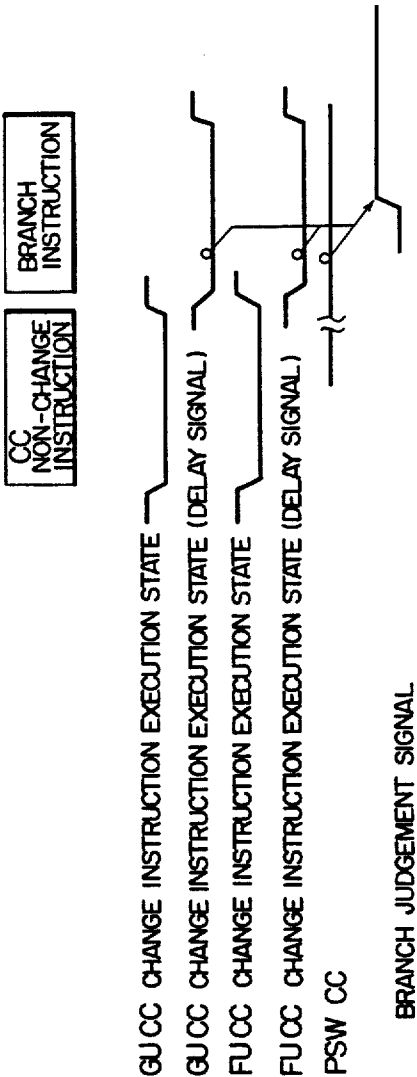 CC
NON-CHANGE
INSTRUCTION
BRANCH
INSTRUCTION
GU CC CHANGE INSTRUCTION EXECUTION STATE
GU CC CHANGE INSTRUCTION EXECUTION STATE (DELAY SIGNAL)
FU CC CHANGE INSTRUCTION EXECUTION STATE
FU CC CHANGE INSTRUCTION EXECUTION STATE (DELAY SIGNAL)
PSW CC
BRANCH JUDGEMENT SIGNAL